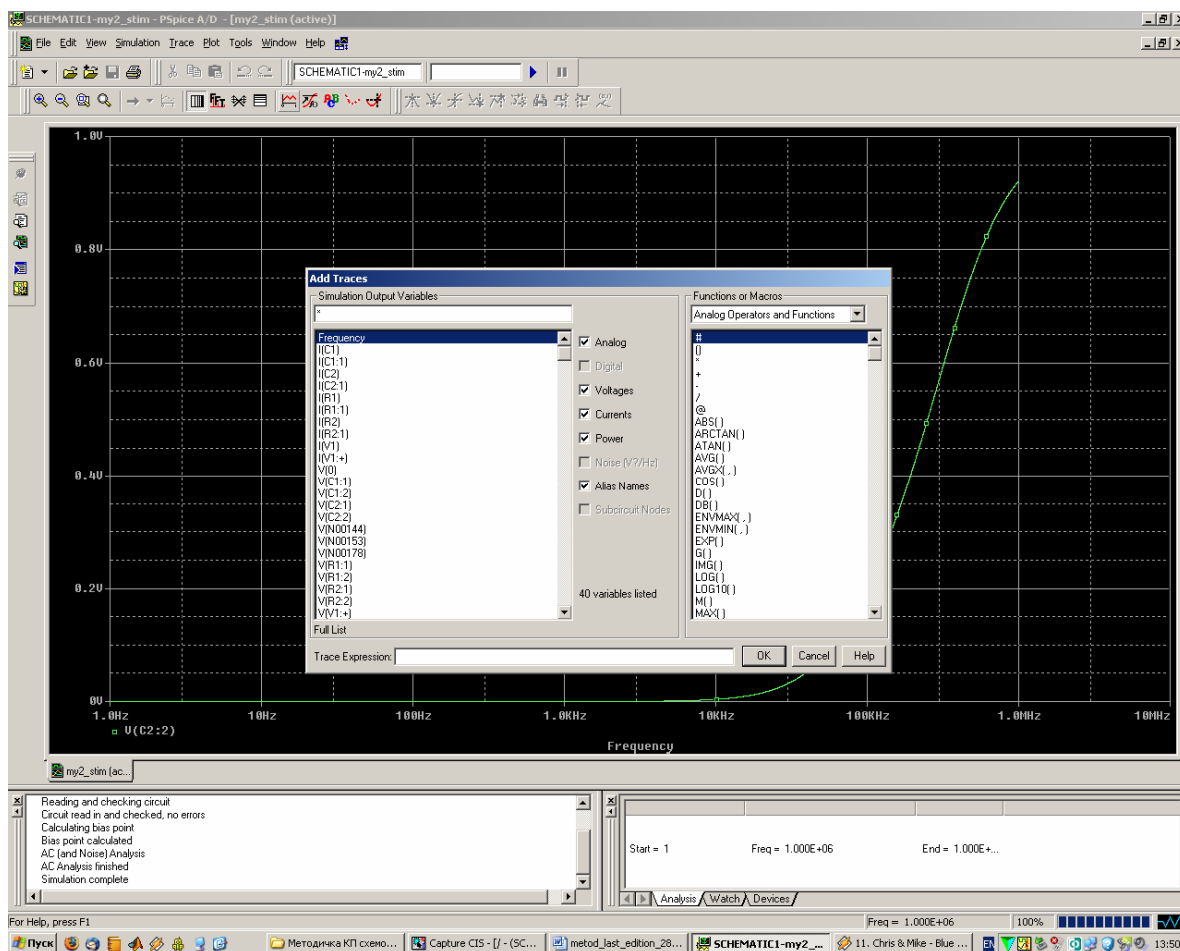 SCHEMATIC1-my2_stim - PSpice A/D - [my2_stim (active)]
File Edit View Simulation Trace Plot Tools Window Help
SCHEMATIC1-my2_stim
1.0V
0.8V
0.6V
0.4V
0.2V
0V
1.0Hz 10Hz 100Hz 1.0KHz 10KHz 100KHz 1.0MHz 10MHz
V(C2:2)
Frequency
Add Traces
Simulation Output Variables
*
Frequency
I(C1)
I(C1:1)
I(C2)
I(C2:1)
I(R1)
I(R1:1)
I(R2)
I(R2:1)
I(V1)
I(V1:+)
V(0)
V(C1:1)
V(C1:2)
V(C2:1)
V(C2:2)
V(N00144)
V(N00153)
V(N00178)
V(R1:1)
V(R1:2)
V(R2:1)
V(R2:2)
V(V1:+)
Full List
Analog
Digital
Voltages
Currents
Power
Noise (V?/Hz)
Alias Names
Subcircuit Nodes
40 variables listed
Functions or Macros
Analog Operators and Functions
#
()
*
+
-
/
@
ABS( )
ARCTAN( )
ATAN( )
AVG( )
AVGX( , )
COS( )
D( )
DB( )
ENVMAX( , )
ENVMIN( , )
EXP( )
G( )
IMG( )
LOG( )
LOG10( )
M( )
MAX( )
Trace Expression:
OK Cancel Help
my2_stim (ac...
Reading and checking circuit
Circuit read in and checked, no errors
Calculating bias point
Bias point calculated
AC (and Noise) Analysis
AC Analysis finished
Simulation complete
Start = 1 Freq = 1.000E+06 End = 1.000E+...
Analysis Watch Devices
For Help, press F1
Freq = 1.000E+06 100%
Пуск Методичка КП схемо... Capture CIS - [/ - (SC... metod_last_edition_28... SCHEMATIC1-my2_... 11. Chris & Mike - Blue ... EN 13:50